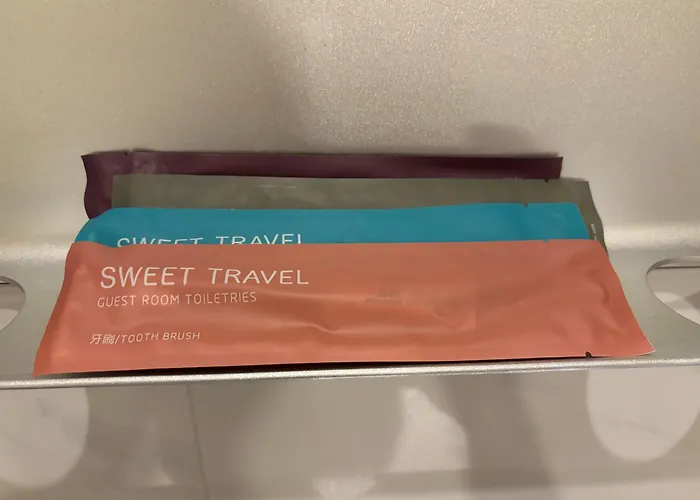 SWEET TRAVEL
SWEET TRAVEL
GUEST ROOM TOILETRIES
牙刷/TOOTH BRUSH